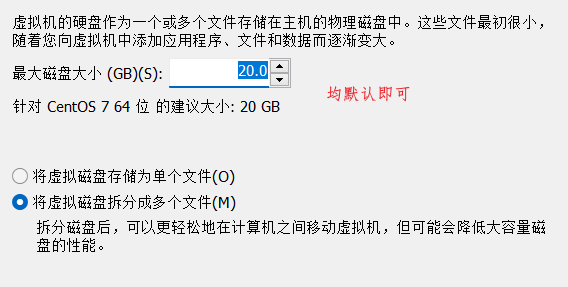 虚拟机的硬盘作为一个或多个文件存储在主机的物理磁盘中。这些文件最初很小，
随着您向虚拟机中添加应用程序、文件和数据而逐渐变大。
最大磁盘大小 (GB)(S): 20.0
针对 CentOS 7 64 位 的建议大小: 20 GB
均默认即可
将虚拟磁盘存储为单个文件(O)
将虚拟磁盘拆分成多个文件(M)
拆分磁盘后，可以更轻松地在计算机之间移动虚拟机，但可能会降低大容量磁
盘的性能。